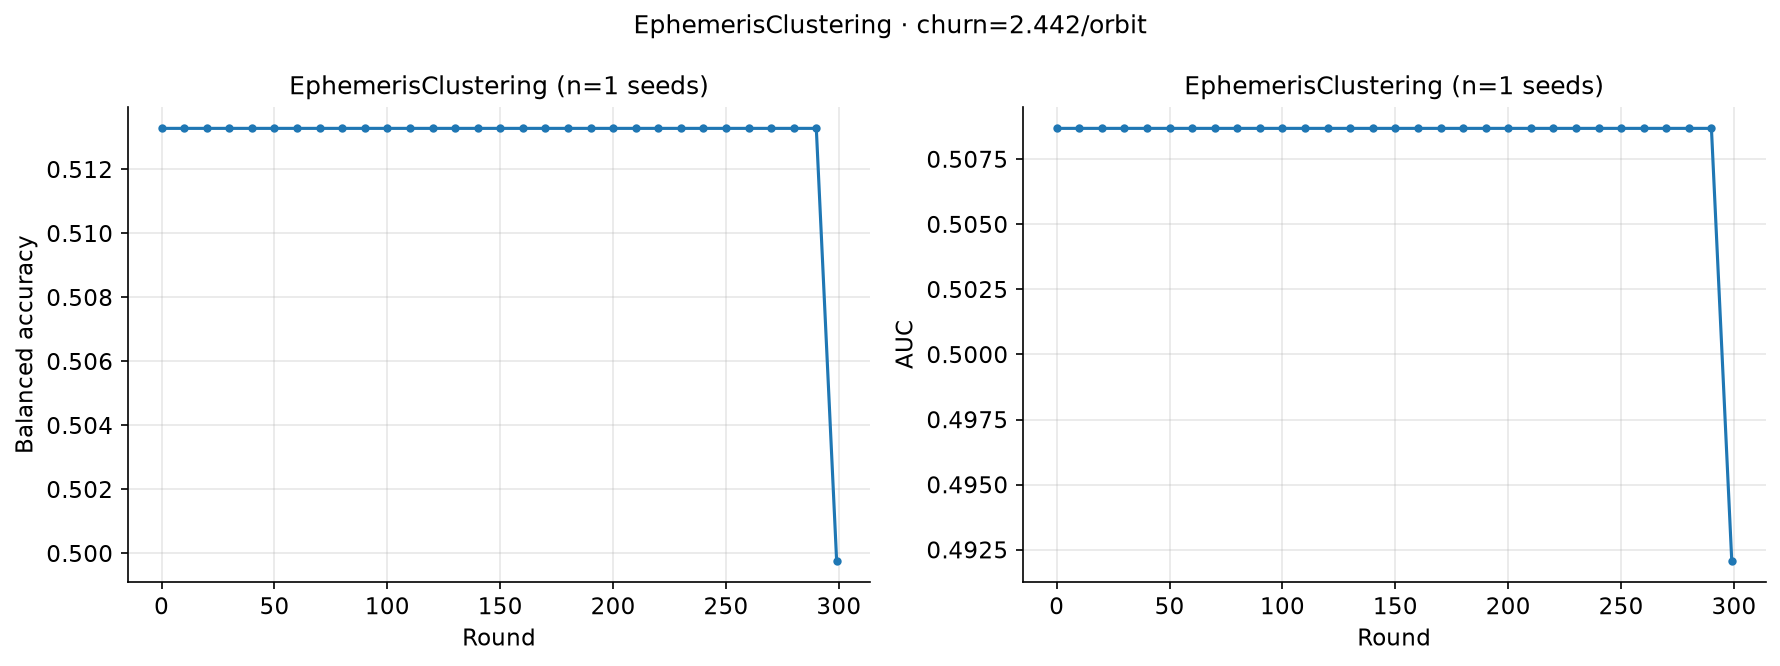 EphemerisClustering · churn=2.442/orbit
EphemerisClustering (n=1 seeds)
Balanced accuracy
0.512
0.510
0.508
0.506
0.504
0.502
0.500
0 50 100 150 200 250 300
Round
EphemerisClustering (n=1 seeds)
AUC
0.5075
0.5050
0.5025
0.5000
0.4975
0.4950
0.4925
0 50 100 150 200 250 300
Round